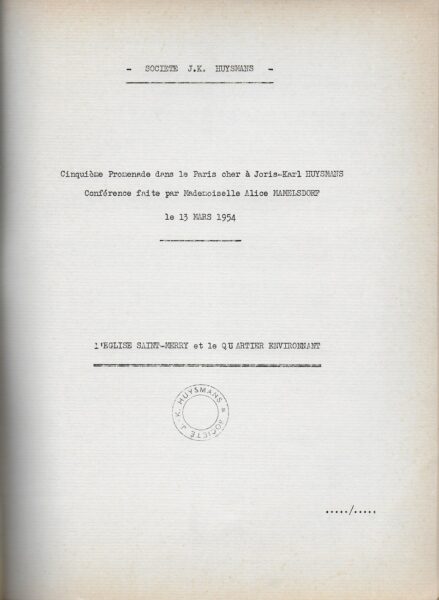 - SOCIETE J.K. HUYSMANS -
Cinquième Promenade dans le Paris cher à Joris-Karl HUYSMANS
Conférence faite par Mademoiselle Alice MAMELSDORF
le 13 MARS 1954
l'EGLISE SAINT-MERRY et le QUARTIER ENVIRONNANT
SOCIETE J. K. HUYSMANS *
...../.....